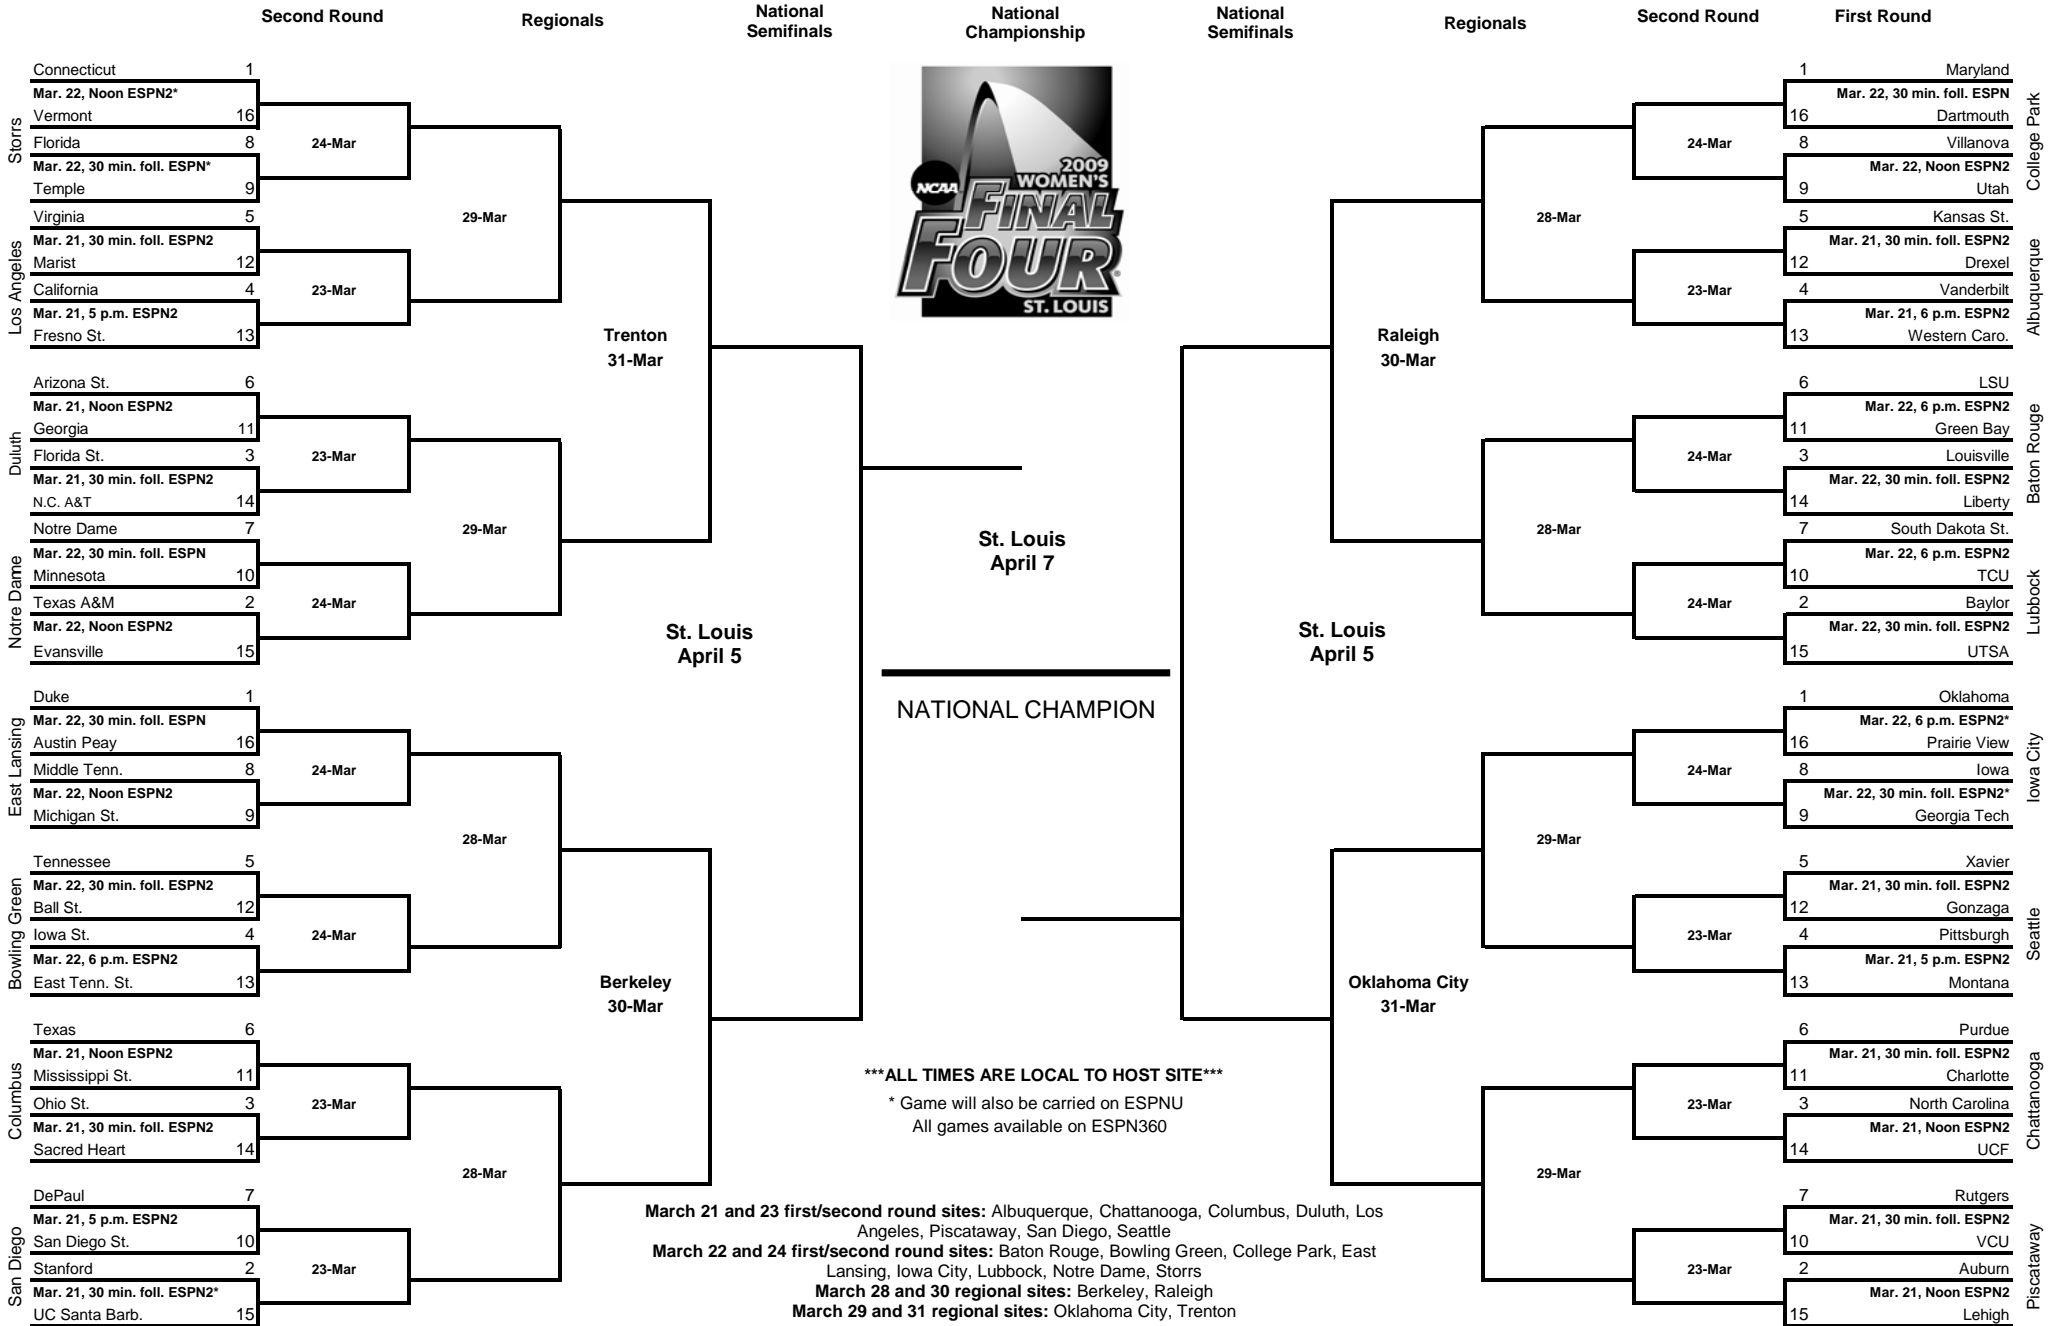 Second Round
Regionals
National
Semifinals
National
Championship
National
Semifinals
Regionals
Second Round
First Round
Storrs
Connecticut 1
Mar. 22, Noon ESPN2*
Vermont 16
Florida 8
Mar. 22, 30 min. foll. ESPN*
Temple 9
24-Mar
Los Angeles
Virginia 5
Mar. 21, 30 min. foll. ESPN2
Marist 12
California 4
Mar. 21, 5 p.m. ESPN2
Fresno St. 13
23-Mar
29-Mar
Duluth
Arizona St. 6
Mar. 21, Noon ESPN2
Georgia 11
Florida St. 3
Mar. 21, 30 min. foll. ESPN2
N.C. A&T 14
23-Mar
Notre Dame
Notre Dame 7
Mar. 22, 30 min. foll. ESPN
Minnesota 10
Texas A&M 2
Mar. 22, Noon ESPN2
Evansville 15
24-Mar
29-Mar
Trenton
31-Mar
East Lansing
Duke 1
Mar. 22, 30 min. foll. ESPN
Austin Peay 16
Middle Tenn. 8
Mar. 22, Noon ESPN2
Michigan St. 9
24-Mar
Bowling Green
Tennessee 5
Mar. 22, 30 min. foll. ESPN2
Ball St. 12
Iowa St. 4
Mar. 22, 6 p.m. ESPN2
East Tenn. St. 13
24-Mar
28-Mar
Columbus
Texas 6
Mar. 21, Noon ESPN2
Mississippi St. 11
Ohio St. 3
Mar. 21, 30 min. foll. ESPN2
Sacred Heart 14
23-Mar
San Diego
DePaul 7
Mar. 21, 5 p.m. ESPN2
San Diego St. 10
Stanford 2
Mar. 21, 30 min. foll. ESPN2*
UC Santa Barb. 15
23-Mar
28-Mar
Berkeley
30-Mar
St. Louis
April 5
2009
NCAA
WOMEN'S
FINAL
FOUR
®
ST. LOUIS
St. Louis
April 7
NATIONAL CHAMPION
St. Louis
April 5
College Park
1 Maryland
Mar. 22, 30 min. foll. ESPN
16 Dartmouth
8 Villanova
Mar. 22, Noon ESPN2
9 Utah
24-Mar
Albuquerque
5 Kansas St.
Mar. 21, 30 min. foll. ESPN2
12 Drexel
4 Vanderbilt
Mar. 21, 6 p.m. ESPN2
13 Western Caro.
23-Mar
28-Mar
Baton Rouge
6 LSU
Mar. 22, 6 p.m. ESPN2
11 Green Bay
3 Louisville
Mar. 22, 30 min. foll. ESPN2
14 Liberty
24-Mar
Lubbock
7 South Dakota St.
Mar. 22, 6 p.m. ESPN2
10 TCU
2 Baylor
Mar. 22, 30 min. foll. ESPN2
15 UTSA
24-Mar
28-Mar
Raleigh
30-Mar
Iowa City
1 Oklahoma
Mar. 22, 6 p.m. ESPN2*
16 Prairie View
8 Iowa
Mar. 22, 30 min. foll. ESPN2*
9 Georgia Tech
24-Mar
Seattle
5 Xavier
Mar. 21, 30 min. foll. ESPN2
12 Gonzaga
4 Pittsburgh
Mar. 21, 5 p.m. ESPN2
13 Montana
23-Mar
29-Mar
Chattanooga
6 Purdue
Mar. 21, 30 min. foll. ESPN2
11 Charlotte
3 North Carolina
Mar. 21, Noon ESPN2
14 UCF
23-Mar
Piscataway
7 Rutgers
Mar. 21, 30 min. foll. ESPN2
10 VCU
2 Auburn
Mar. 21, Noon ESPN2
15 Lehigh
23-Mar
29-Mar
Oklahoma City
31-Mar
***ALL TIMES ARE LOCAL TO HOST SITE***
* Game will also be carried on ESPNU
All games available on ESPN360
March 21 and 23 first/second round sites: Albuquerque, Chattanooga, Columbus, Duluth, Los
Angeles, Piscataway, San Diego, Seattle
March 22 and 24 first/second round sites: Baton Rouge, Bowling Green, College Park, East
Lansing, Iowa City, Lubbock, Notre Dame, Storrs
March 28 and 30 regional sites: Berkeley, Raleigh
March 29 and 31 regional sites: Oklahoma City, Trenton